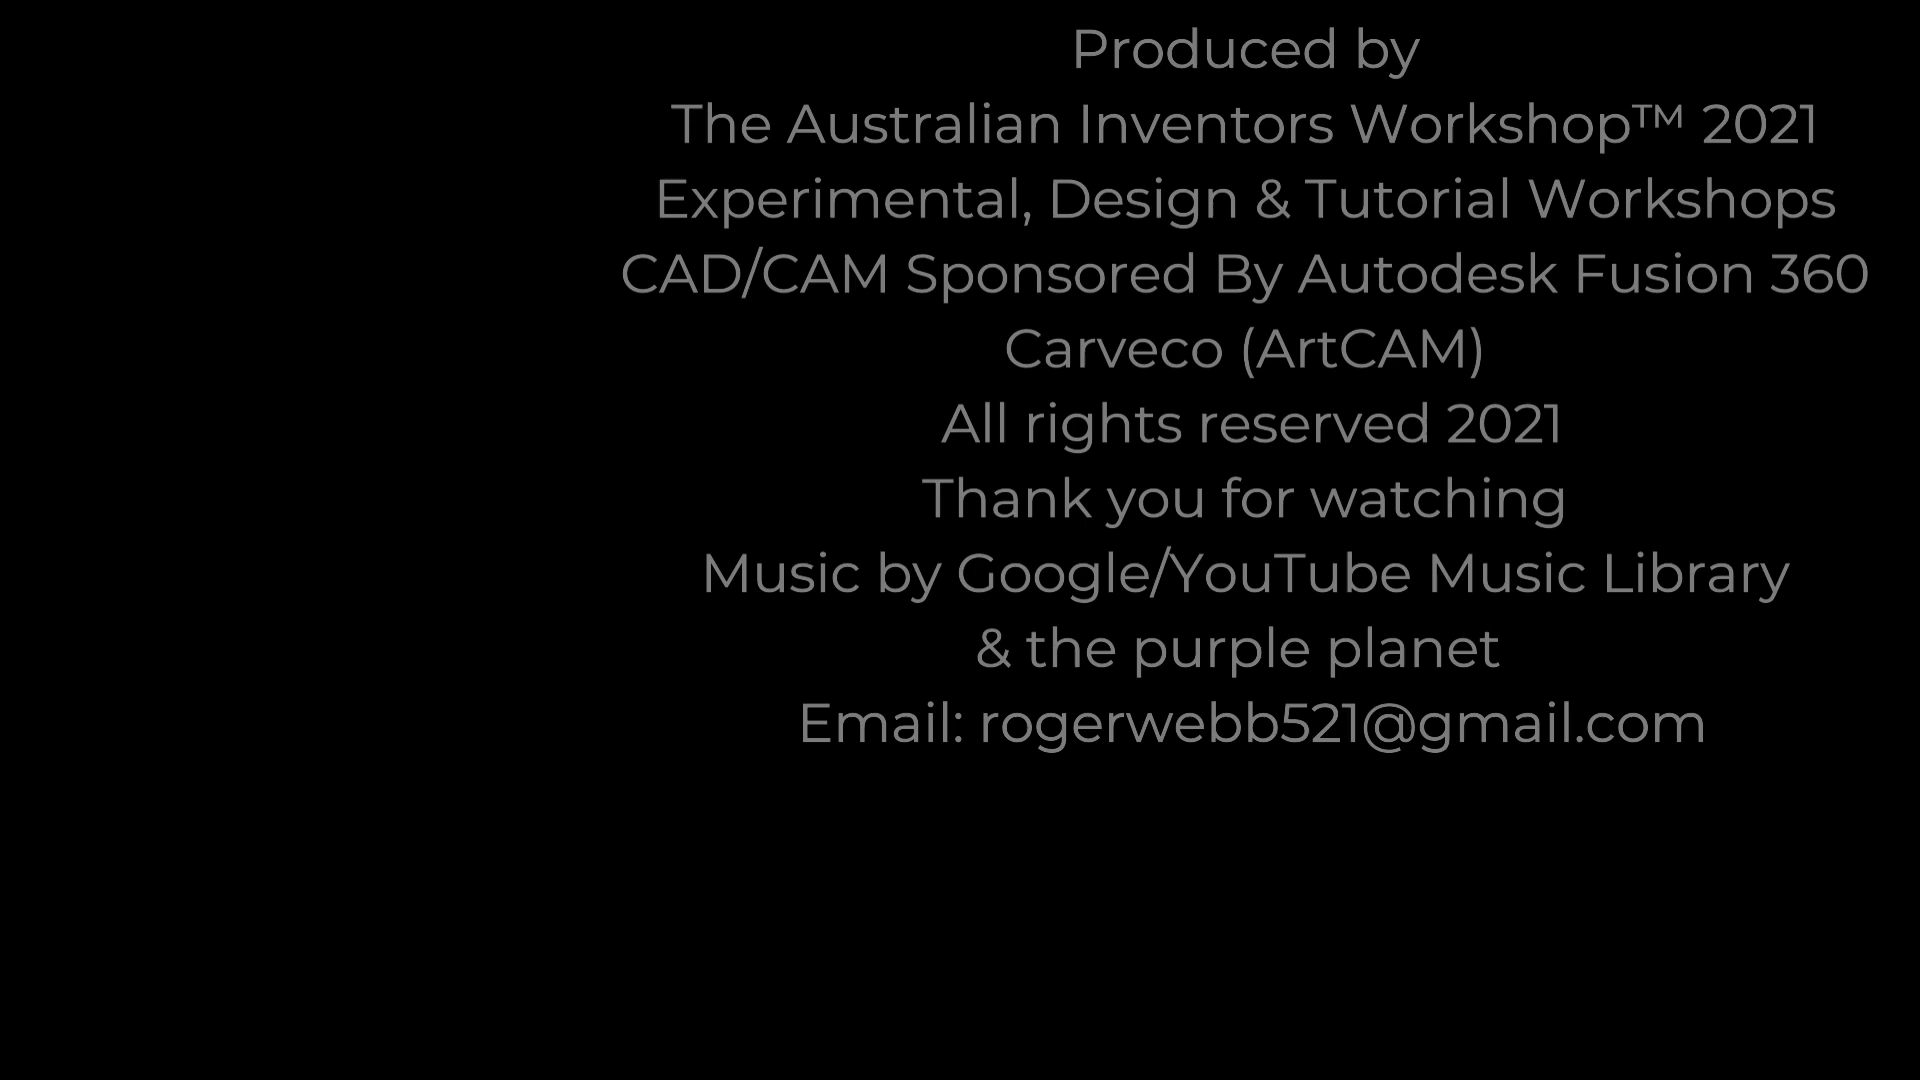 Produced by
The Australian Inventors Workshop™ 2021
Experimental, Design & Tutorial Workshops
CAD/CAM Sponsored By Autodesk Fusion 360
Carveco (ArtCAM)
All rights reserved 2021
Thank you for watching
Music by Google/YouTube Music Library
& the purple planet
Email: rogerwebb521@gmail.com